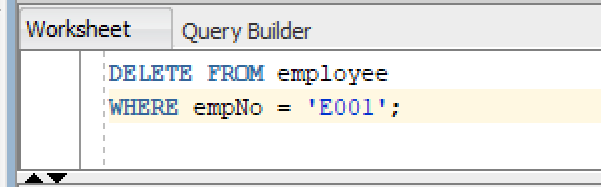 Worksheet Query Builder
DELETE FROM employee
WHERE empNo = 'E001';